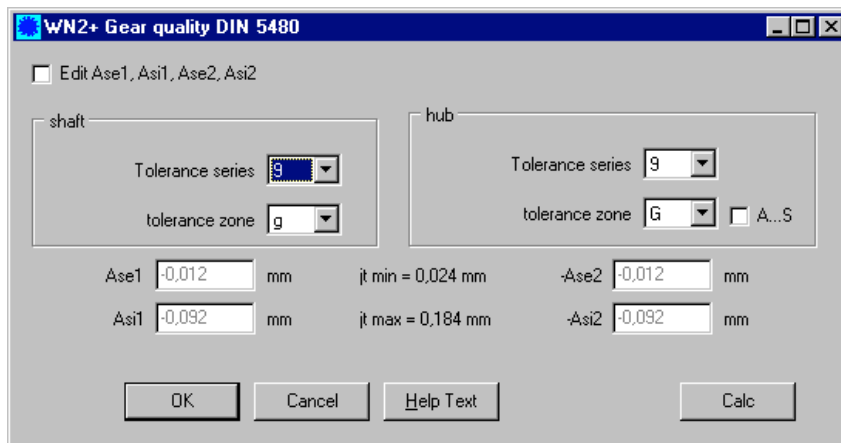 WN2+ Gear quality DIN 5480
Edit Ase1, Asi1, Ase2, Asi2
shaft
Tolerance series 9
tolerance zone g
hub
Tolerance series 9
tolerance zone G A...S
Ase1 -0,012 mm jt min = 0,024 mm -Ase2 -0,012 mm
Asi1 -0,092 mm jt max = 0,184 mm -Asi2 -0,092 mm
OK Cancel Help Text Calc